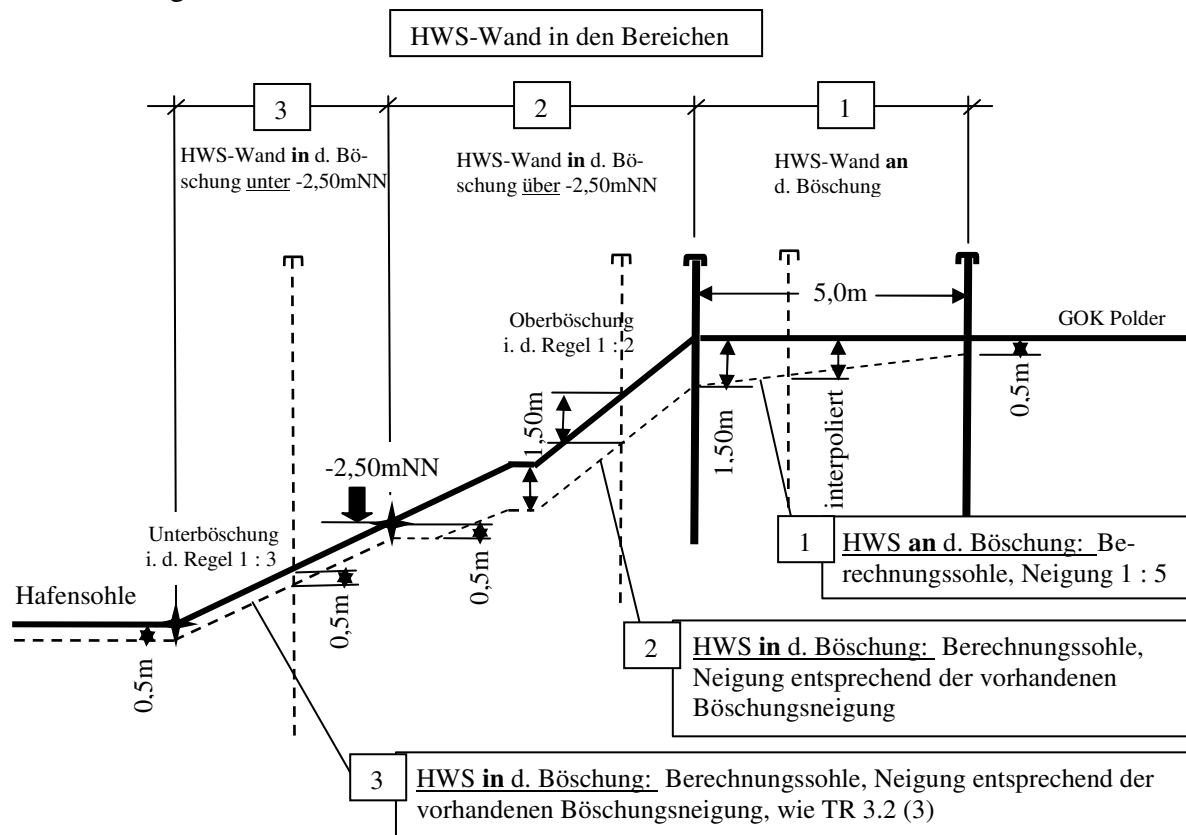 HWS-Wand in den Bereichen
3
2
1
HWS-Wand in d. Bö-
schung unter -2,50mNN
HWS-Wand in d. Bö-
schung über -2,50mNN
HWS-Wand an
d. Böschung
5,0m
GOK Polder
Oberböschung
i. d. Regel 1 : 2
1,50m
1,50m
interpoliert
0,5m
-2,50mNN
Unterböschung
i. d. Regel 1 : 3
0,5m
0,5m
Hafensohle
0,5m
1
HWS an d. Böschung: Be-
rechnungssohle, Neigung 1 : 5
2
HWS in d. Böschung: Berechnungssohle,
Neigung entsprechend der vorhandenen
Böschungsneigung
3
HWS in d. Böschung: Berechnungssohle, Neigung entsprechend der
vorhandenen Böschungsneigung, wie TR 3.2 (3)